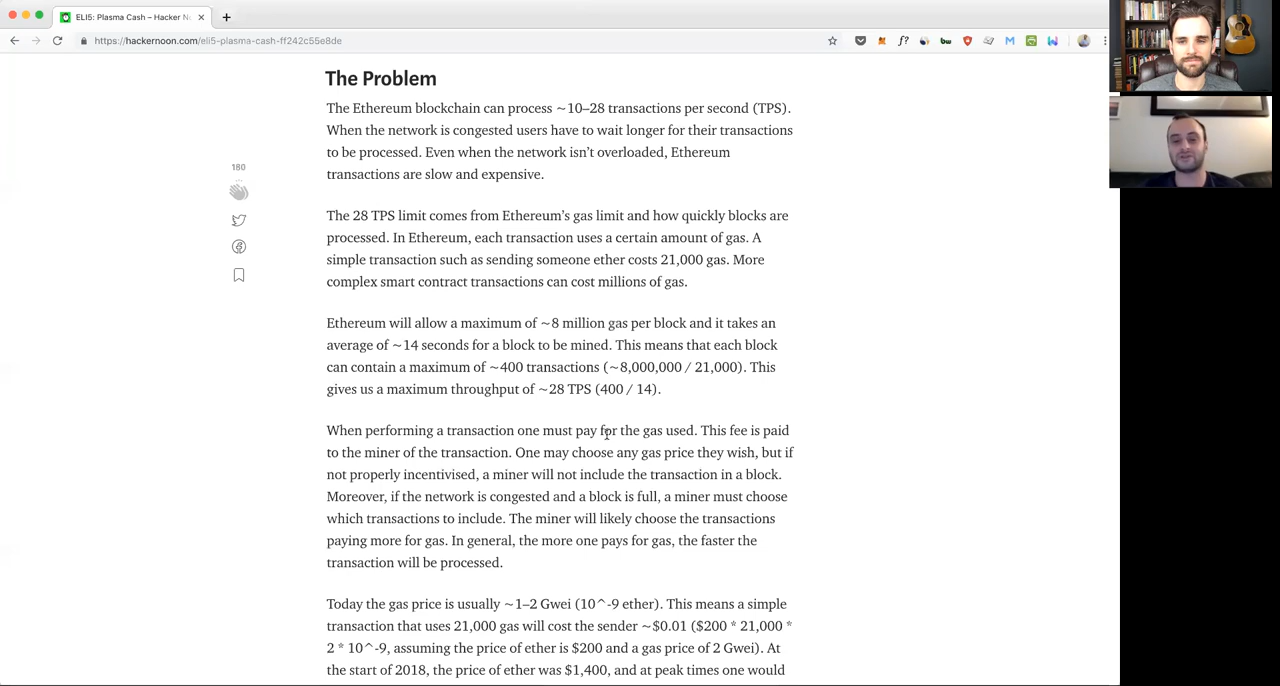 ELI5: Plasma Cash – Hacker N
https://hackernoon.com/eli5-plasma-cash-ff242c55e8de
f?
bw
M
The Problem
The Ethereum blockchain can process ~10–28 transactions per second (TPS).
When the network is congested users have to wait longer for their transactions
to be processed. Even when the network isn’t overloaded, Ethereum
transactions are slow and expensive.
180
The 28 TPS limit comes from Ethereum’s gas limit and how quickly blocks are
processed. In Ethereum, each transaction uses a certain amount of gas. A
simple transaction such as sending someone ether costs 21,000 gas. More
complex smart contract transactions can cost millions of gas.
Ethereum will allow a maximum of ~8 million gas per block and it takes an
average of ~14 seconds for a block to be mined. This means that each block
can contain a maximum of ~400 transactions (~8,000,000 / 21,000). This
gives us a maximum throughput of ~28 TPS (400 / 14).
When performing a transaction one must pay for the gas used. This fee is paid
to the miner of the transaction. One may choose any gas price they wish, but if
not properly incentivised, a miner will not include the transaction in a block.
Moreover, if the network is congested and a block is full, a miner must choose
which transactions to include. The miner will likely choose the transactions
paying more for gas. In general, the more one pays for gas, the faster the
transaction will be processed.
Today the gas price is usually ~1–2 Gwei (10^-9 ether). This means a simple
transaction that uses 21,000 gas will cost the sender ~$0.01 ($200 * 21,000 *
2 * 10^-9, assuming the price of ether is $200 and a gas price of 2 Gwei). At
the start of 2018, the price of ether was $1,400, and at peak times one would